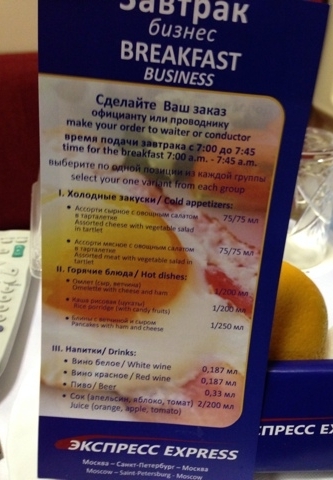 Завтрак
бизнес
BREAKFAST
BUSINESS
Сделайте Ваш заказ
официанту или проводнику
make your order to waiter or conductor
время подачи завтрака с 7:00 до 7:45
time for the breakfast 7:00 a.m. - 7:45 a.m.
выберите по одной позиции из каждой группы
select your one variant from each group
I. Холодные закуски / Cold appetizers:
• Ассорти сырное с овощным салатом 75/75 мл
в тарталетке
Assorted cheese with vegetable salad
in tartlet
• Ассорти мясное с овощным салатом 75/75 мл
в тарталетке
Assorted meat with vegetable salad in
tartlet
II. Горячие блюда/ Hot dishes:
• Омлет (сыр, ветчина) 1/200 мл
Omelette with cheese and ham
• Каша рисовая (цукаты) 1/200 мл
Rice porridge (with candy fruits)
• Блины с ветчиной и сыром 1/250 мл
Pancakes with ham and cheese
III. Напитки/ Drinks:
• Вино белое/ White wine 0,187 мл
• Вино красное / Red wine 0,187 мл
• Пиво/ Beer 0,33 мл
• Сок (апельсин, яблоко, томат) 2/200 мл
Juice (orange, apple, tomato)
ЭКСПРЕСС EXPRESS
Москва – Санкт-Петербург – Москва
Moscow – Saint-Petersburg - Moscow
СПРЕСС EX